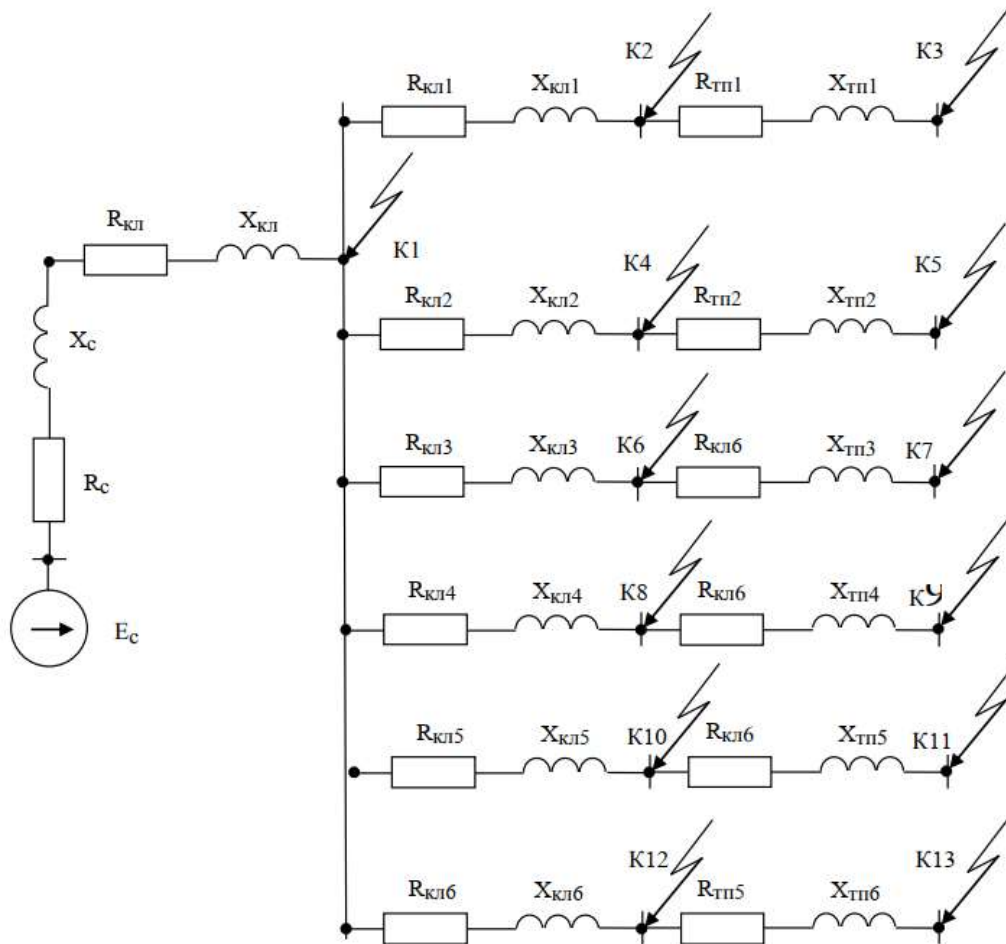 К2 К3
Rкл1 Xкл1 Rтп1 Xтп1
Rкл Xкл К1
К4 К5
Rкл2 Xкл2 Rтп2 Xтп2
Xс
Rкл3 Xкл3 К6 Rкл6 Xтп3 К7
Rс
Rкл4 Xкл4 К8 Rкл6 Xтп4 К9
Eс
Rкл5 Xкл5 К10 Rкл6 Xтп5 К11
Rкл6 Xкл6 К12 Rтп5 Xтп6 К13